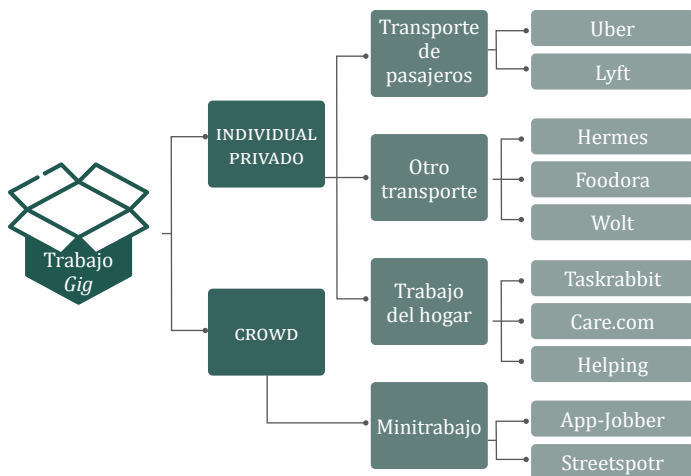 Trabajo
Gig
INDIVIDUAL
PRIVADO
CROWD
Transporte
de
pasajeros
Otro
transporte
Trabajo
del hogar
Minitrabajo
Uber
Lyft
Hermes
Foodora
Wolt
Taskrabbit
Care.com
Helping
App-Jobber
Streetspotr